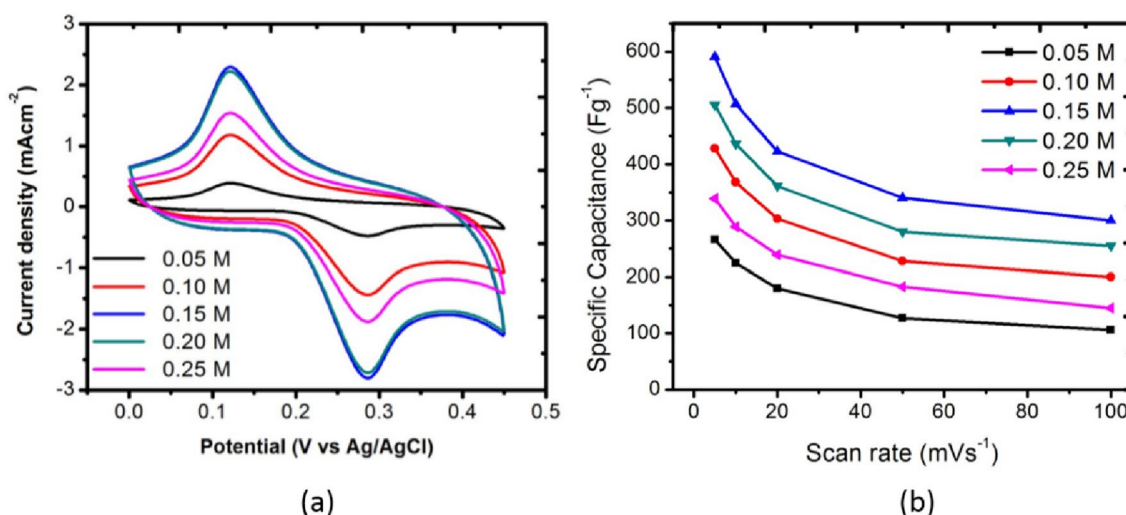 3
2
1
0
-1
-2
-3
Current density (mAcm⁻²)
0.05 M
0.10 M
0.15 M
0.20 M
0.25 M
0.0 0.1 0.2 0.3 0.4 0.5
Potential (V vs Ag/AgCl)
(a)
600
500
400
300
200
100
0
Specific Capacitance (Fg⁻¹)
0.05 M
0.10 M
0.15 M
0.20 M
0.25 M
0 20 40 60 80 100
Scan rate (mVs⁻¹)
(b)